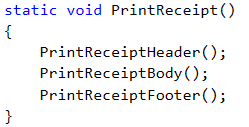 static void PrintReceipt()
{
    PrintReceiptHeader();
    PrintReceiptBody();
    PrintReceiptFooter();
}